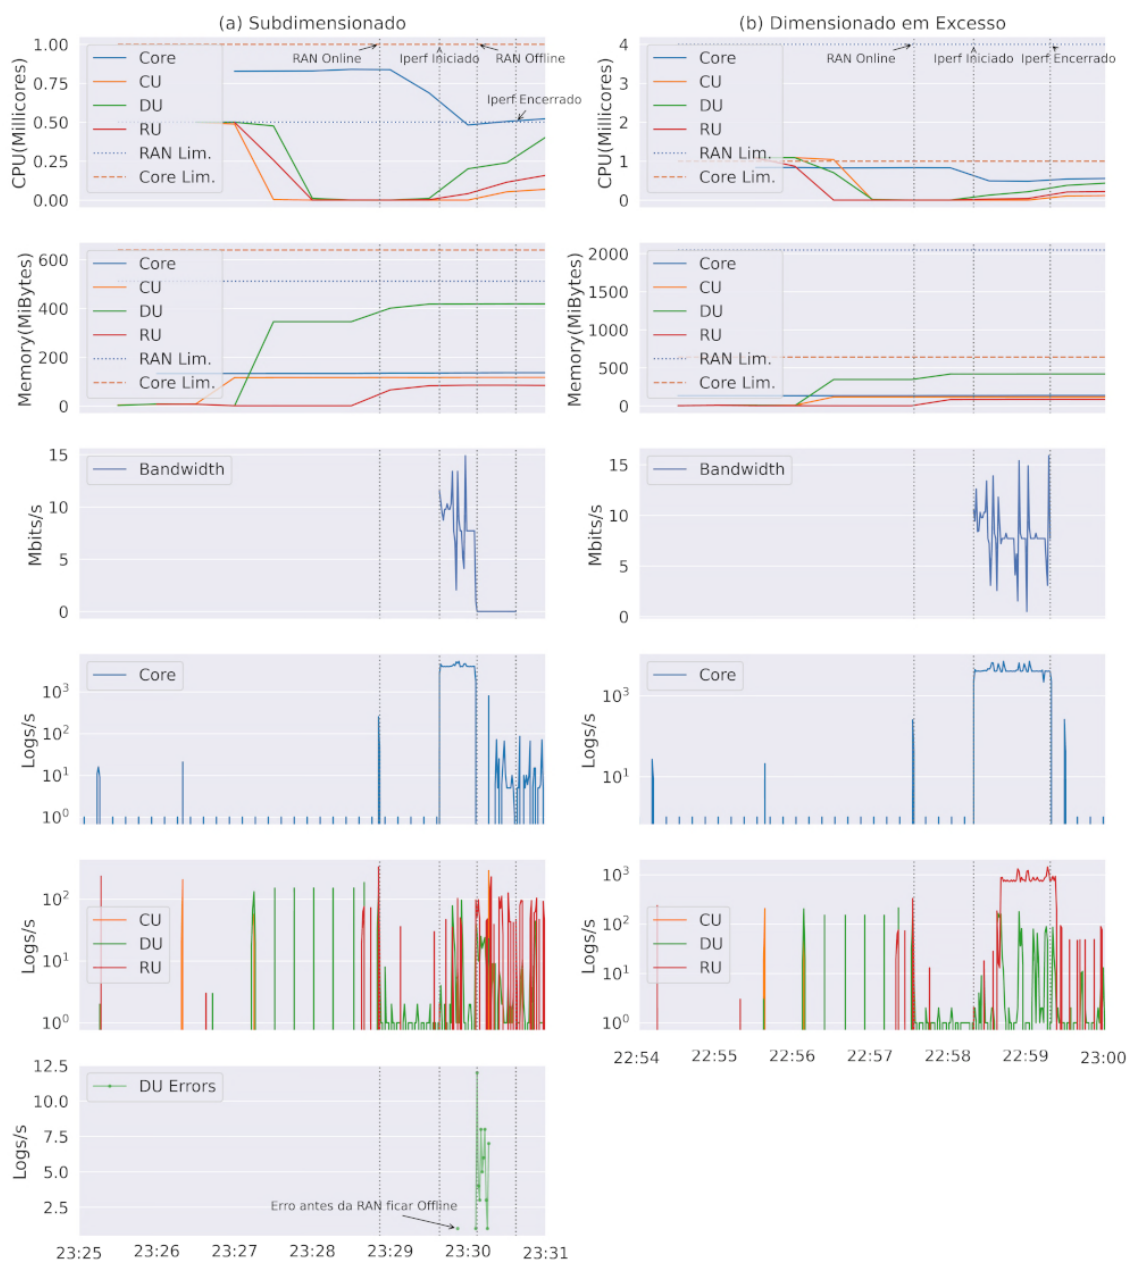 (a) Subdimensionado
1.00
0.75
0.50
0.25
0.00
CPU(Millicores)
Core
CU
DU
RU
RAN Lim.
Core Lim.
RAN Online
Iperf Iniciado
RAN Offline
Iperf Encerrado
(b) Dimensionado em Excesso
4
3
2
1
0
CPU(Millicores)
Core
CU
DU
RU
RAN Lim.
Core Lim.
RAN Online
Iperf Iniciado
Iperf Encerrado
600
400
200
0
Memory(MiBytes)
Core
CU
DU
RU
RAN Lim.
Core Lim.
2000
1500
1000
500
0
Memory(MiBytes)
Core
CU
DU
RU
RAN Lim.
Core Lim.
15
10
5
0
Mbits/s
Bandwidth
15
10
5
0
Mbits/s
Bandwidth
10³
10²
10¹
10⁰
Logs/s
Core
10³
10¹
Logs/s
Core
10²
10¹
10⁰
Logs/s
CU
DU
RU
10³
10²
10¹
10⁰
Logs/s
CU
DU
RU
22:54 22:55 22:56 22:57 22:58 22:59 23:00
12.5
10.0
7.5
5.0
2.5
Logs/s
DU Errors
Erro antes da RAN ficar Offline
23:25 23:26 23:27 23:28 23:29 23:30 23:31